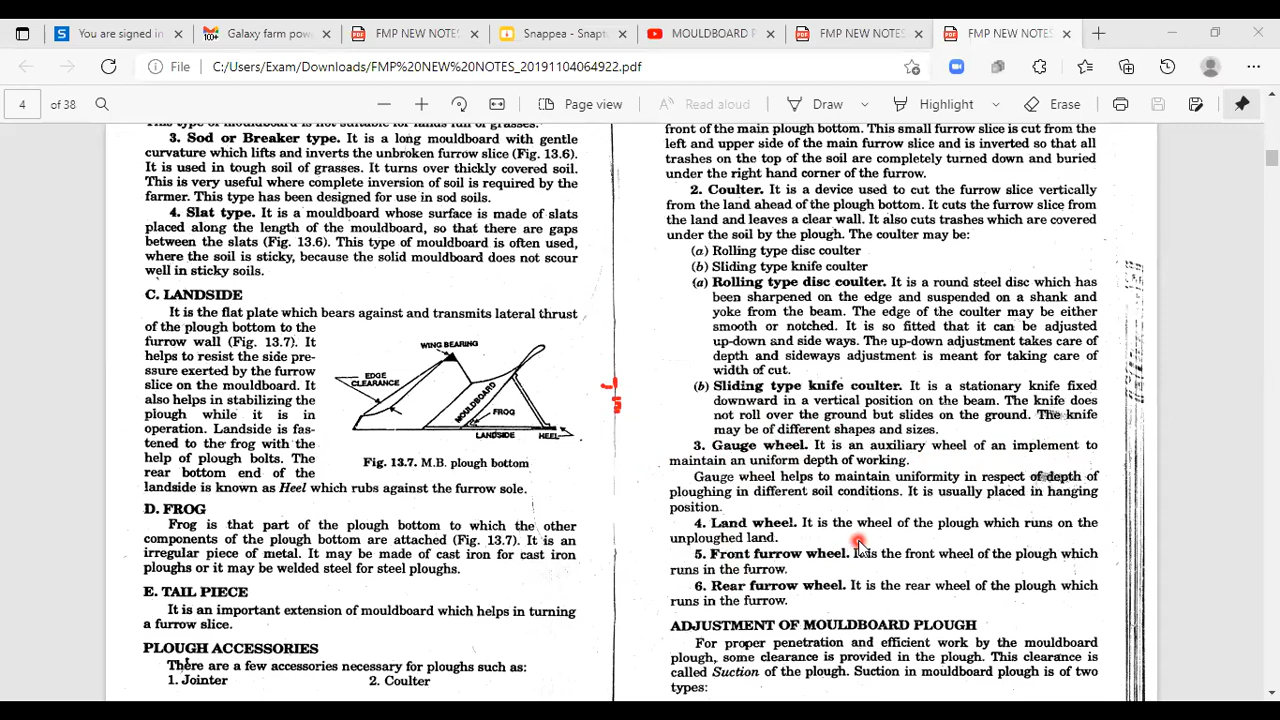 You are signed in
Galaxy farm pow
FMP NEW NOTES
Snappea - Snapt
MOULDBOARD P
FMP NEW NOTES
FMP NEW NOTES
File
C:/Users/Exam/Downloads/FMP%20NEW%20NOTES_20191104064922.pdf
4
of 38
Page view
Read aloud
Draw
Highlight
Erase
This type of mouldboard is not suitable for lands full of grasses.
3. Sod or Breaker type. It is a long mouldboard with gentle
curvature which lifts and inverts the unbroken furrow slice (Fig. 13.6)
It is used in tough soil of grasses. It turns over thickly covered soil.
This is very useful where complete inversion of soil is required by the
farmer. This type has been designed for use in sod soils.
4. Slat type. It is a mouldboard whose surface is made of slats
placed along the length of the mouldboard, so that there are gaps
between the slats (Fig. 13.6). This type of mouldboard is often used,
where the soil is sticky, because the solid mouldboard does not scour
well in sticky soils.
C. LANDSIDE
It is the flat plate which bears against and transmits lateral thrust
of the plough bottom to the
furrow wall (Fig. 13.7). It
helps to resist the side pre-
ssure exerted by the furrow
slice on the mouldboard. It
also helps in stabilizing the
plough while it is in
operation. Landside is fas-
tened to the frog with the
help of plough bolts. The
rear bottom end of the
landside is known as Heel which rubs against the furrow sole.
WING BEARING
EDGE
CLEARANCE
MOULDBOARD
FROG
LANDSIDE
HEEL
Fig. 13.7. M.B. plough bottom
D. FROG
Frog is that part of the plough bottom to which the other
components of the plough bottom are attached (Fig. 13.7). It is an
irregular piece of metal. It may be made of cast iron for cast iron
ploughs or it may be welded steel for steel ploughs.
E. TAIL PIECE
It is an important extension of mouldboard which helps in turning
a furrow slice.
PLOUGH ACCESSORIES
There are a few accessories necessary for ploughs such as:
1. Jointer 2. Coulter
front of the main plough bottom. This small furrow slice is cut from the
left and upper side of the main furrow slice and is inverted so that all
trashes on the top of the soil are completely turned down and buried
under the right hand corner of the furrow.
2. Coulter. It is a device used to cut the furrow slice vertically
from the land ahead of the plough bottom. It cuts the furrow slice from
the land and leaves a clear wall. It also cuts trashes which are covered
under the soil by the plough. The coulter may be:
(a) Rolling type disc coulter
(b) Sliding type knife coulter
(a) Rolling type disc coulter. It is a round steel disc which has
been sharpened on the edge and suspended on a shank and
yoke from the beam. The edge of the coulter may be either
smooth or notched. It is so fitted that it can be adjusted
up-down and side ways. The up-down adjustment takes care of
depth and sideways adjustment is meant for taking care of
width of cut.
(b) Sliding type knife coulter. It is a stationary knife fixed
downward in a vertical position on the beam. The knife does
not roll over the ground but slides on the ground. The knife
may be of different shapes and sizes.
3. Gauge wheel. It is an auxiliary wheel of an implement to
maintain an uniform depth of working.
Gauge wheel helps to maintain uniformity in respect of depth of
ploughing in different soil conditions. It is usually placed in hanging
position.
4. Land wheel. It is the wheel of the plough which runs on the
unploughed land.
5. Front furrow wheel. It is the front wheel of the plough which
runs in the furrow.
6. Rear furrow wheel. It is the rear wheel of the plough which
runs in the furrow.
ADJUSTMENT OF MOULDBOARD PLOUGH
For proper penetration and efficient work by the mouldboard
plough, some clearance is provided in the plough. This clearance is
called Suction of the plough. Suction in mouldboard plough is of two
types: